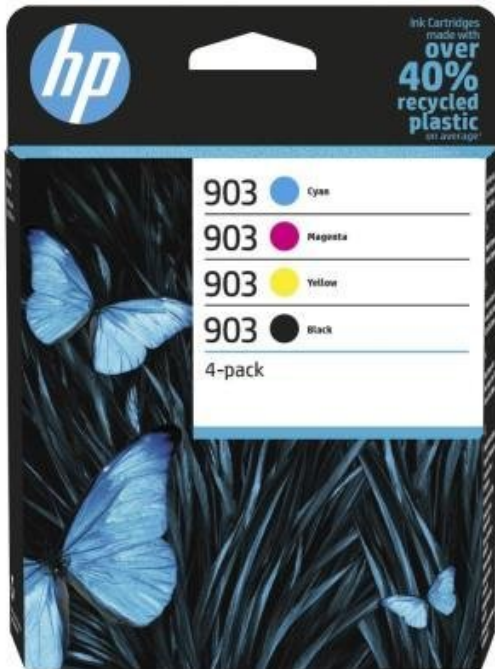 hp
Ink Cartridges
made with
over
40%
recycled
plastic
on average¹
903 Cyan
903 Magenta
903 Yellow
903 Black
4-pack